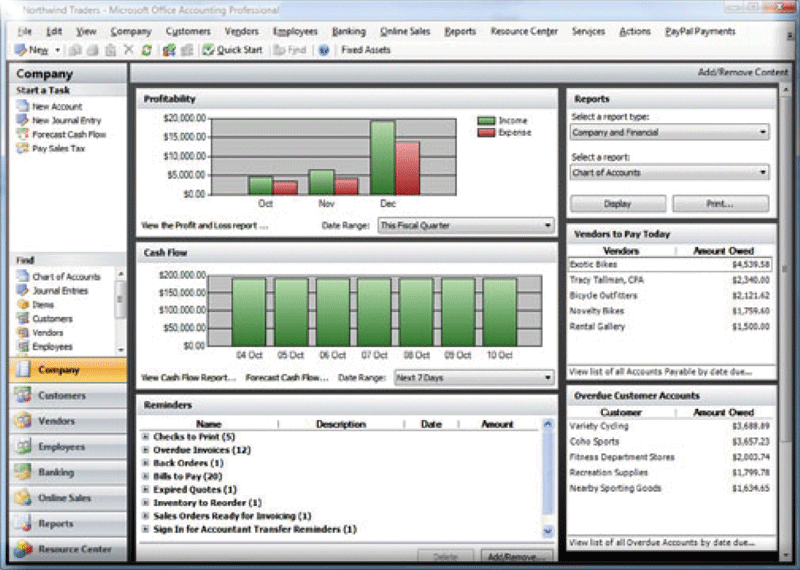 Northwind Traders - Microsoft Office Accounting Professional
File Edit View Company Customers Vendors Employees Banking Online Sales Reports Resource Center Services Actions PayPal Payments
New Quick Start Find Fixed Assets
Company
Add/Remove Content
Start a Task
New Account
New Journal Entry
Forecast Cash Flow
Pay Sales Tax
Find
Chart of Accounts
Journal Entries
Items
Customers
Vendors
Employees
Company
Customers
Vendors
Employees
Banking
Online Sales
Reports
Resource Center
Profitability
$20,000.00
$15,000.00
$10,000.00
$5,000.00
$0.00
Oct Nov Dec
Income
Expense
View the Profit and Loss report ... Date Range: This Fiscal Quarter
Cash Flow
$200,000.00
$150,000.00
$100,000.00
$50,000.00
$0.00
04 Oct 05 Oct 06 Oct 07 Oct 08 Oct 09 Oct 10 Oct
View Cash Flow Report... Forecast Cash Flow... Date Range: Next 7 Days
Reminders
Name Description Date Amount
Checks to Print (5)
Overdue Invoices (12)
Back Orders (1)
Bills to Pay (20)
Expired Quotes (1)
Inventory to Reorder (1)
Sales Orders Ready for Invoicing (1)
Sign In for Accountant Transfer Reminders (1)
Delete Add/Remove...
Reports
Select a report type:
Company and Financial
Select a report:
Chart of Accounts
Display Print...
Vendors to Pay Today
Vendors Amount Owed
Exotic Bikes $4,539.58
Tracy Tallman, CPA $2,340.00
Bicycle Outfitters $2,121.62
Novelty Bikes $1,759.60
Rental Gallery $1,500.00
View list of all Accounts Payable by date due...
Overdue Customer Accounts
Customer Amount Owed
Variety Cycling $3,688.89
Coho Sports $3,657.23
Fitness Department Stores $2,003.74
Recreation Supplies $1,799.78
Nearby Sporting Goods $1,634.65
View list of all Overdue Accounts by date due...